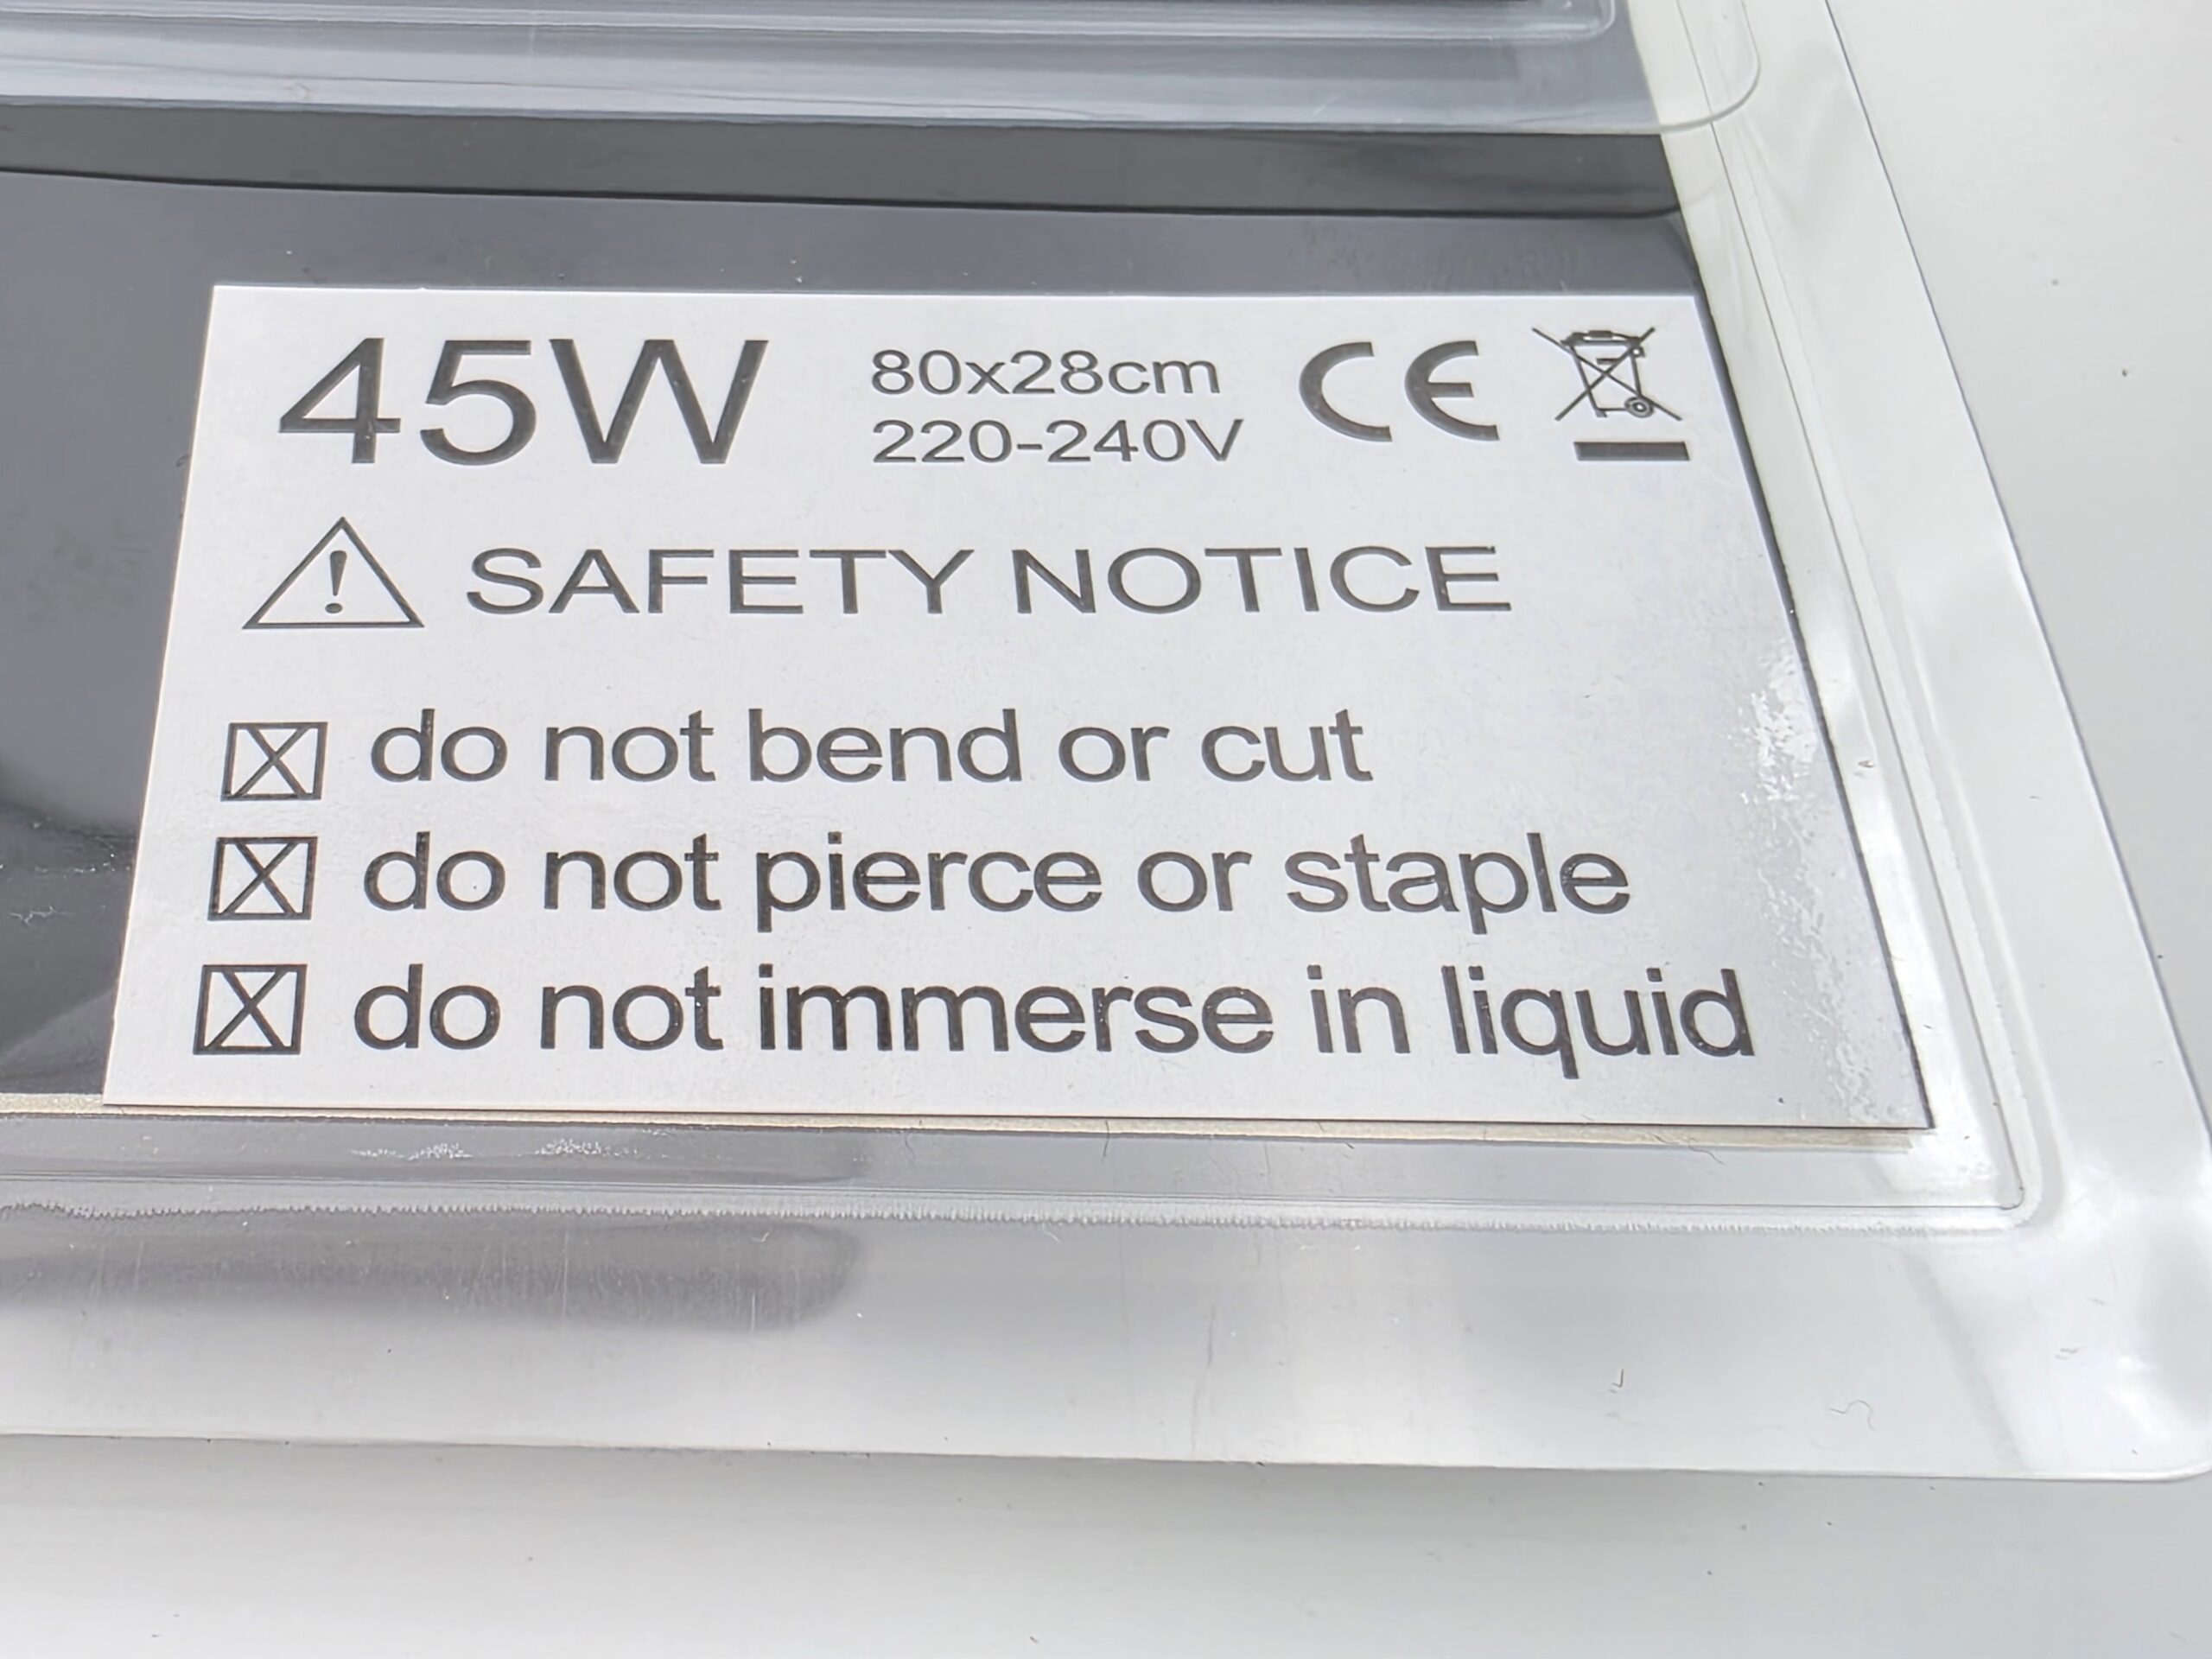 45W
80x28cm
220-240V
CE
SAFETY NOTICE
do not bend or cut
do not pierce or staple
do not immerse in liquid